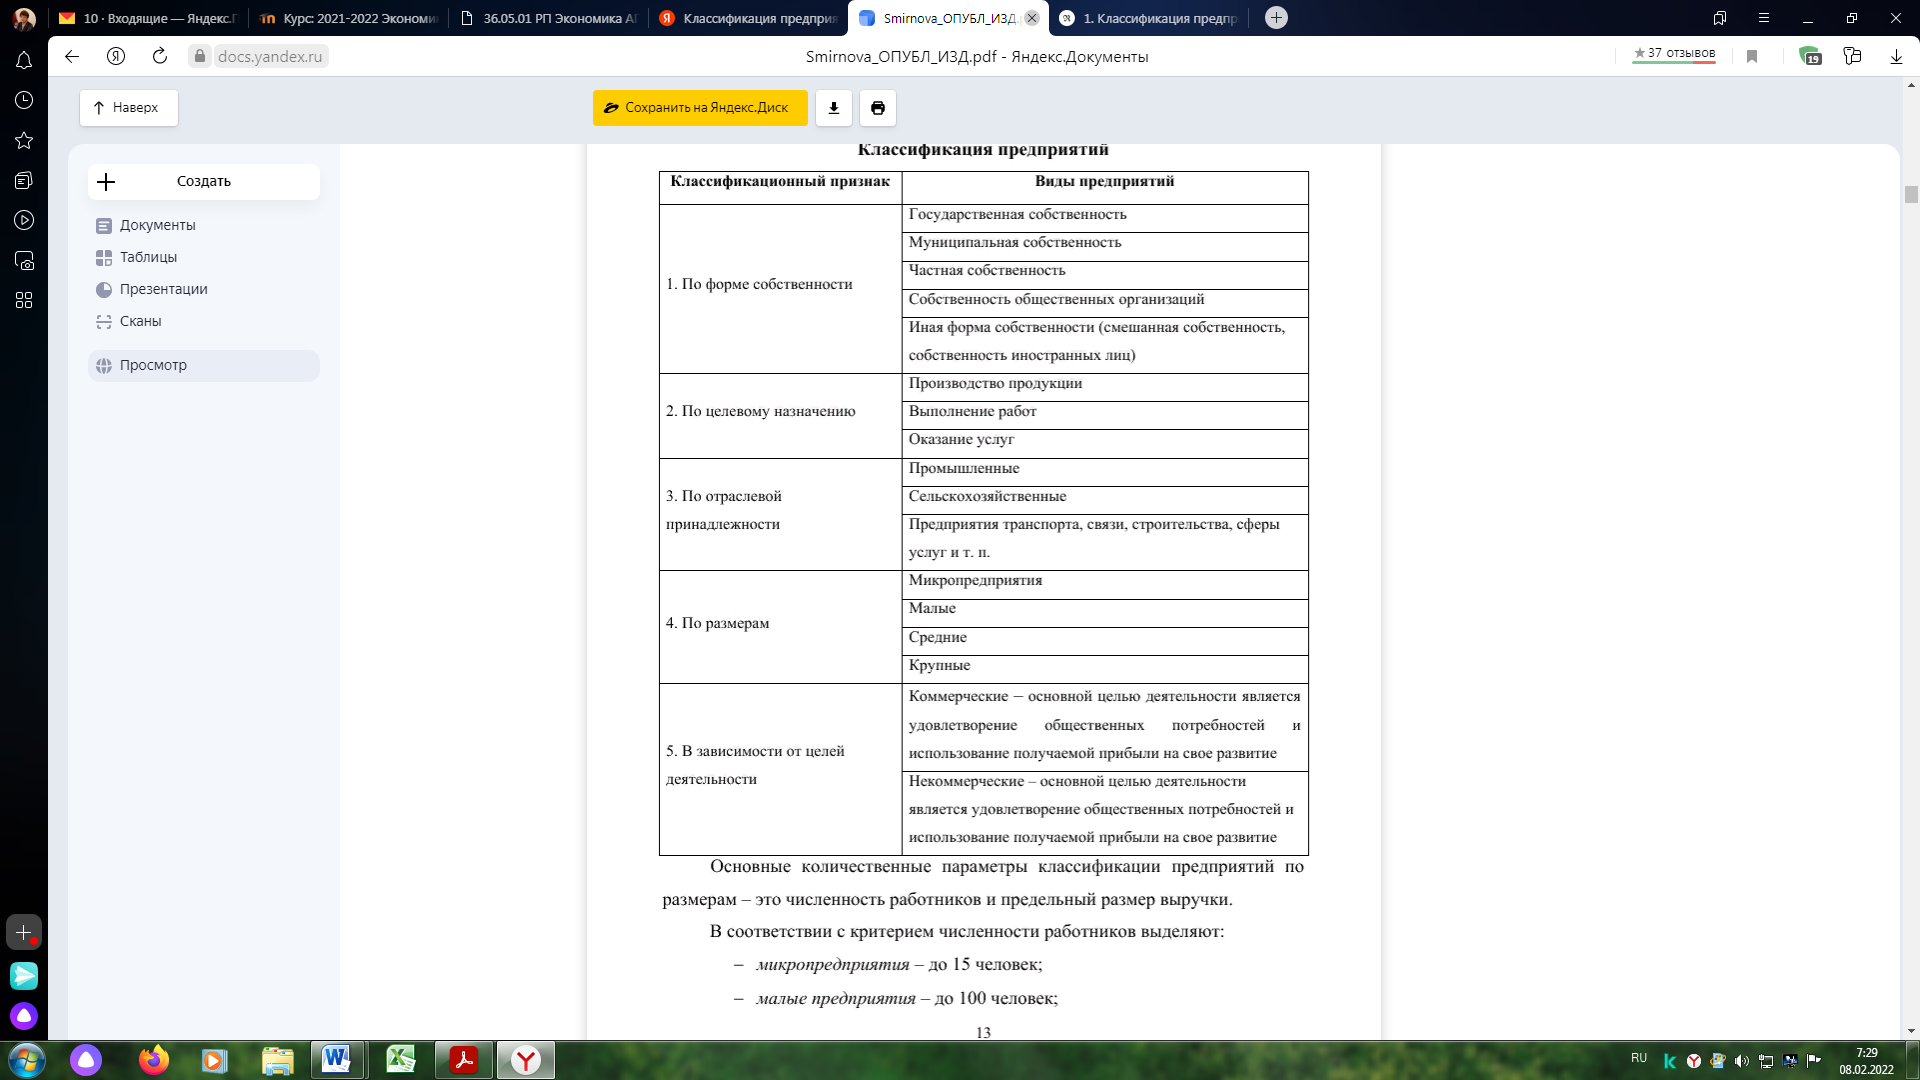 10 · Входящие — Яндекс.П
Курс: 2021-2022 Экономи
36.05.01 РП Экономика АП
Классификация предприя
Smirnova_ОПУБЛ_ИЗД.p
1. Классификация предпр
docs.yandex.ru
Smirnova_ОПУБЛ_ИЗД.pdf - Яндекс.Документы
37 отзывов
19
Наверх
Сохранить на Яндекс.Диск
Создать
Документы
Таблицы
Презентации
Сканы
Просмотр
Классификация предприятий
Классификационный признак
Виды предприятий
1. По форме собственности
Государственная собственность
Муниципальная собственность
Частная собственность
Собственность общественных организаций
Иная форма собственности (смешанная собственность,
собственность иностранных лиц)
2. По целевому назначению
Производство продукции
Выполнение работ
Оказание услуг
3. По отраслевой
принадлежности
Промышленные
Сельскохозяйственные
Предприятия транспорта, связи, строительства, сферы
услуг и т. п.
4. По размерам
Микропредприятия
Малые
Средние
Крупные
5. В зависимости от целей
деятельности
Коммерческие – основной целью деятельности является
удовлетворение общественных потребностей и
использование получаемой прибыли на свое развитие
Некоммерческие – основной целью деятельности
является удовлетворение общественных потребностей и
использование получаемой прибыли на свое развитие
Основные количественные параметры классификации предприятий по
размерам – это численность работников и предельный размер выручки.
В соответствии с критерием численности работников выделяют:
– микропредприятия – до 15 человек;
– малые предприятия – до 100 человек;
13
RU
7:29
08.02.2022